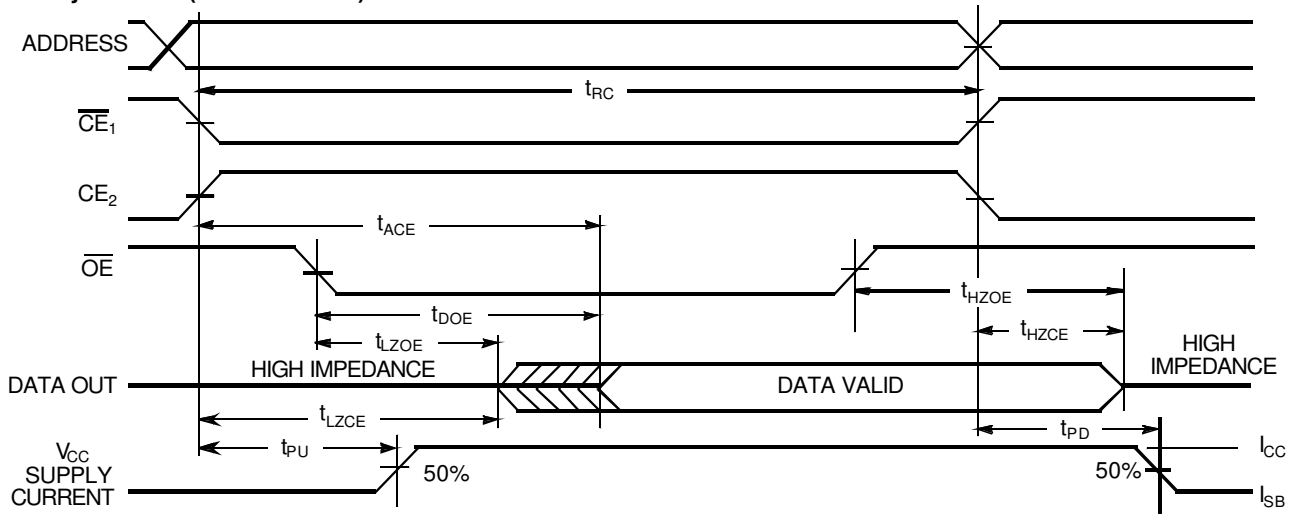 ADDRESS
tRC
CE1
CE2
tACE
OE
tHZOE
tDOE
tHZCE
tLZOE
HIGH IMPEDANCE
HIGH
IMPEDANCE
DATA OUT
DATA VALID
tLZCE
tPU
tPD
VCC
SUPPLY
CURRENT
50%
50%
ICC
ISB